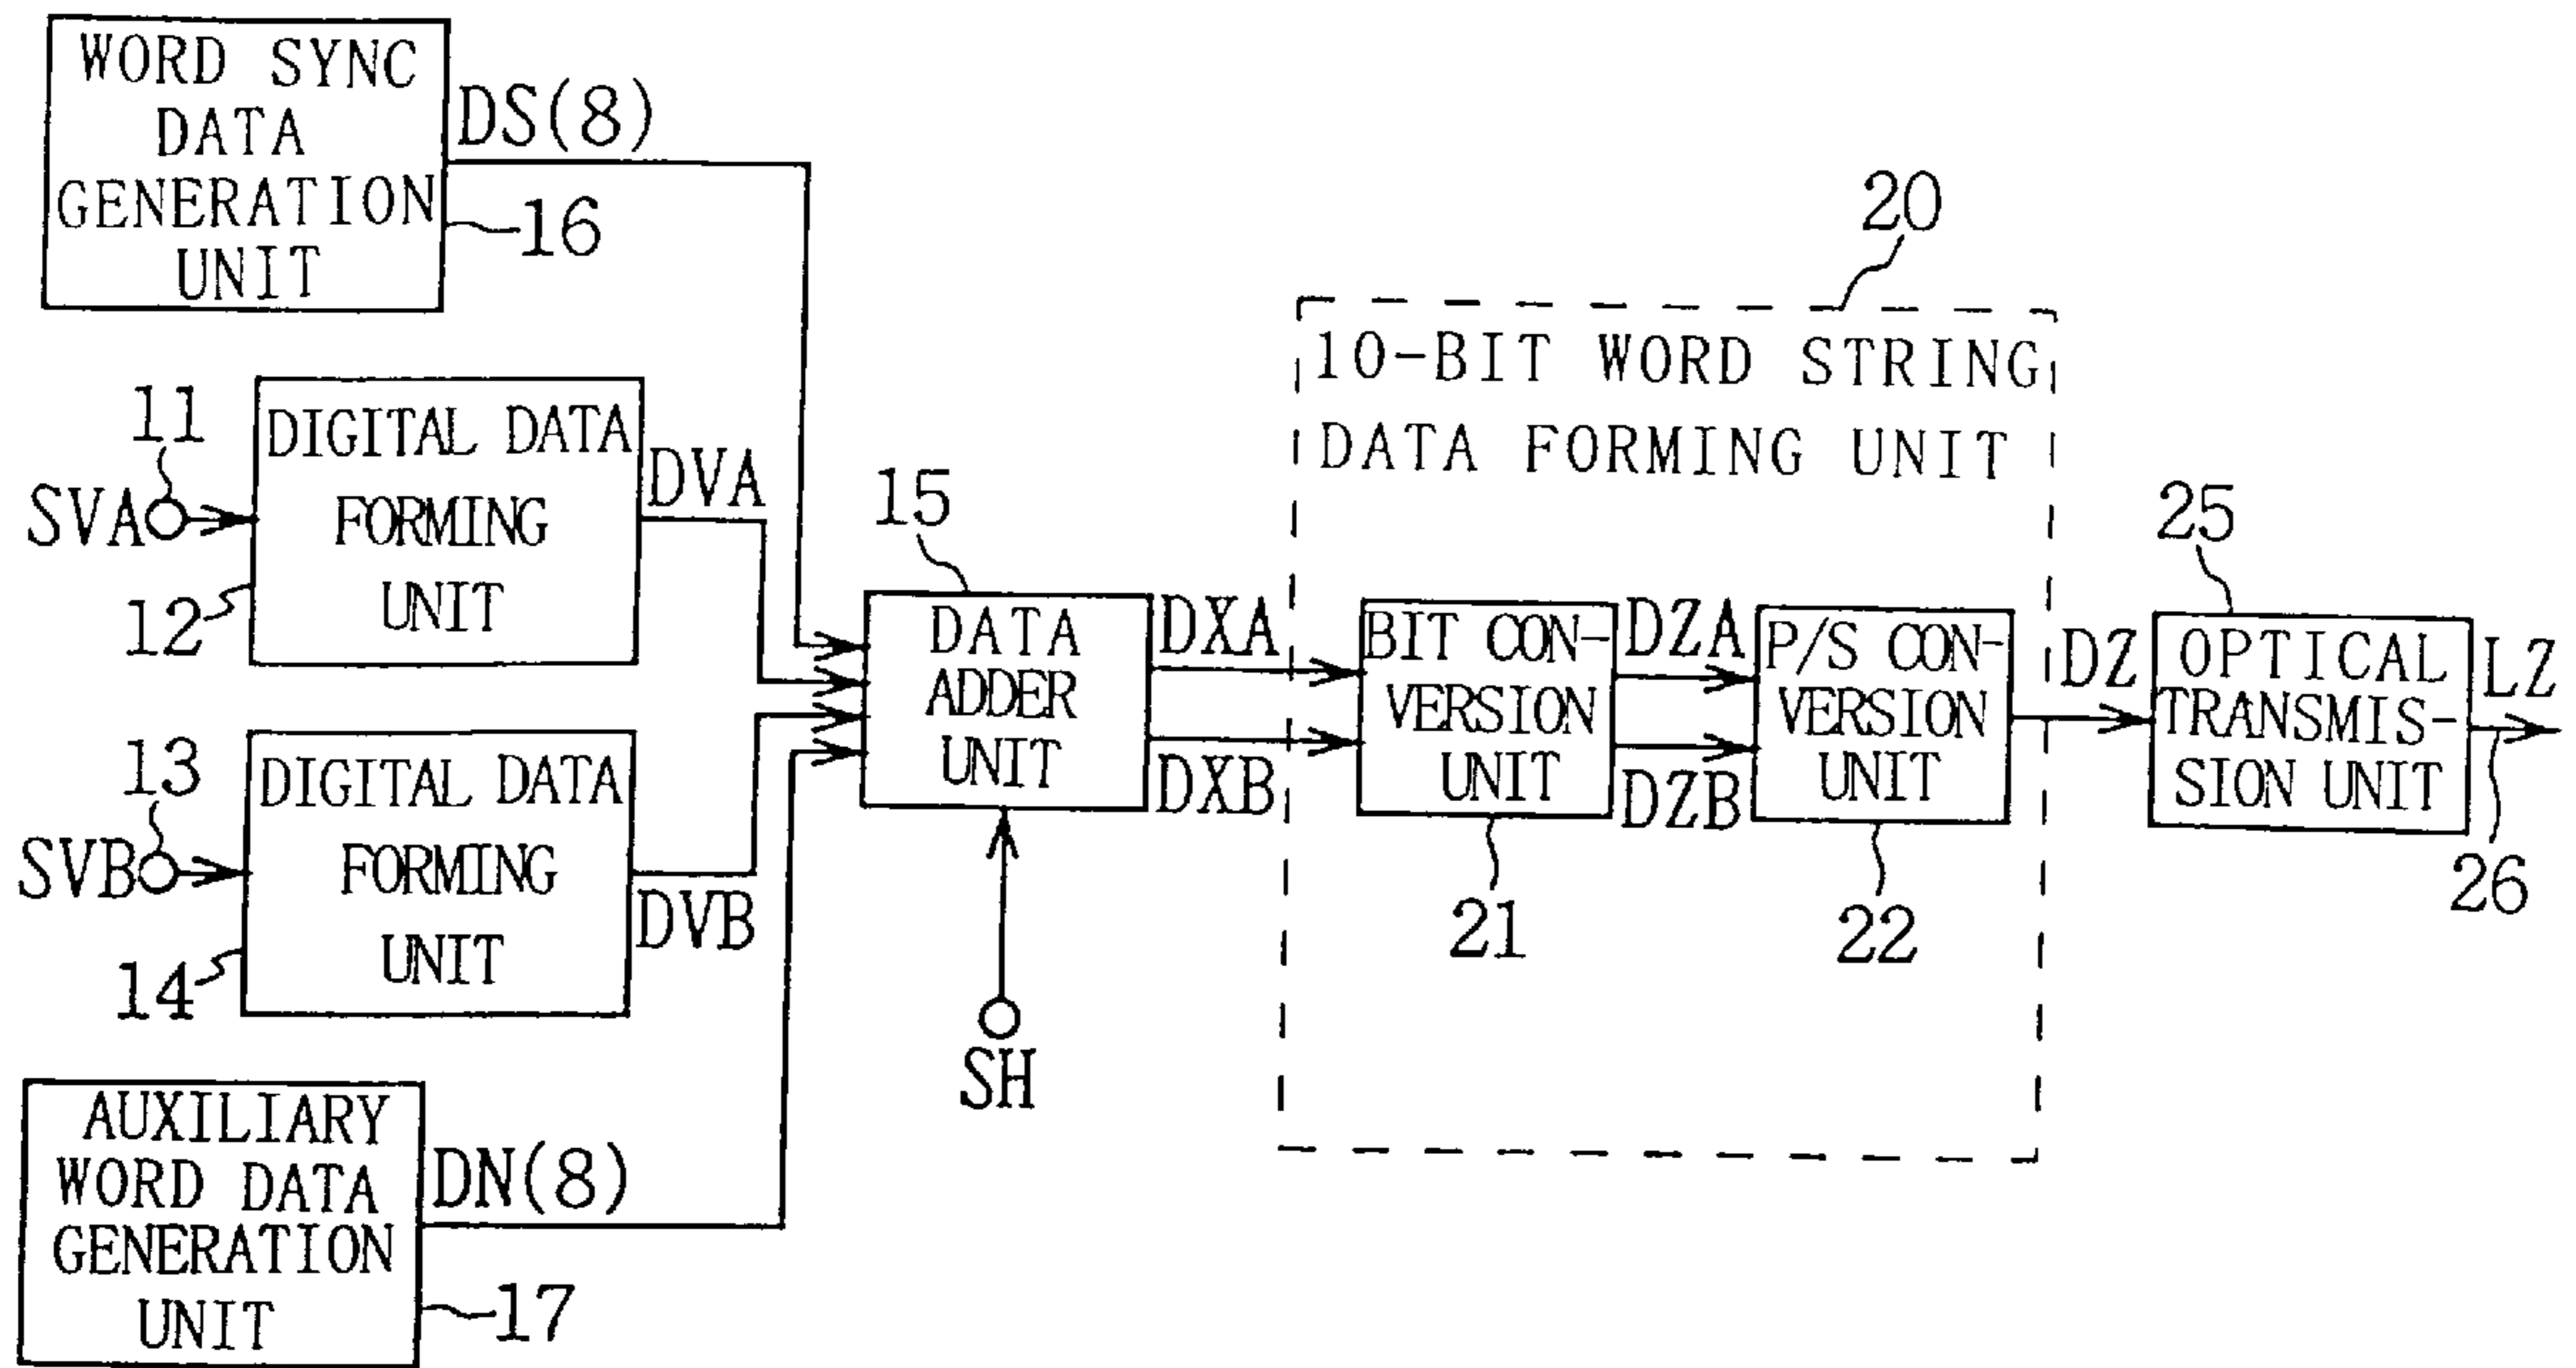 WORD SYNC
DATA
GENERATION
UNIT
DS(8)
16
11
SVA
DIGITAL DATA
FORMING
UNIT
12
DVA
13
SVB
DIGITAL DATA
FORMING
UNIT
14
DVB
AUXILIARY
WORD DATA
GENERATION
UNIT
DN(8)
17
15
DATA
ADDER
UNIT
SH
DXA
DXB
20
10-BIT WORD STRING
DATA FORMING UNIT
BIT CON-
VERSION
UNIT
21
DZA
DZB
P/S CON-
VERSION
UNIT
22
DZ
25
OPTICAL
TRANSMIS-
SION UNIT
LZ
26